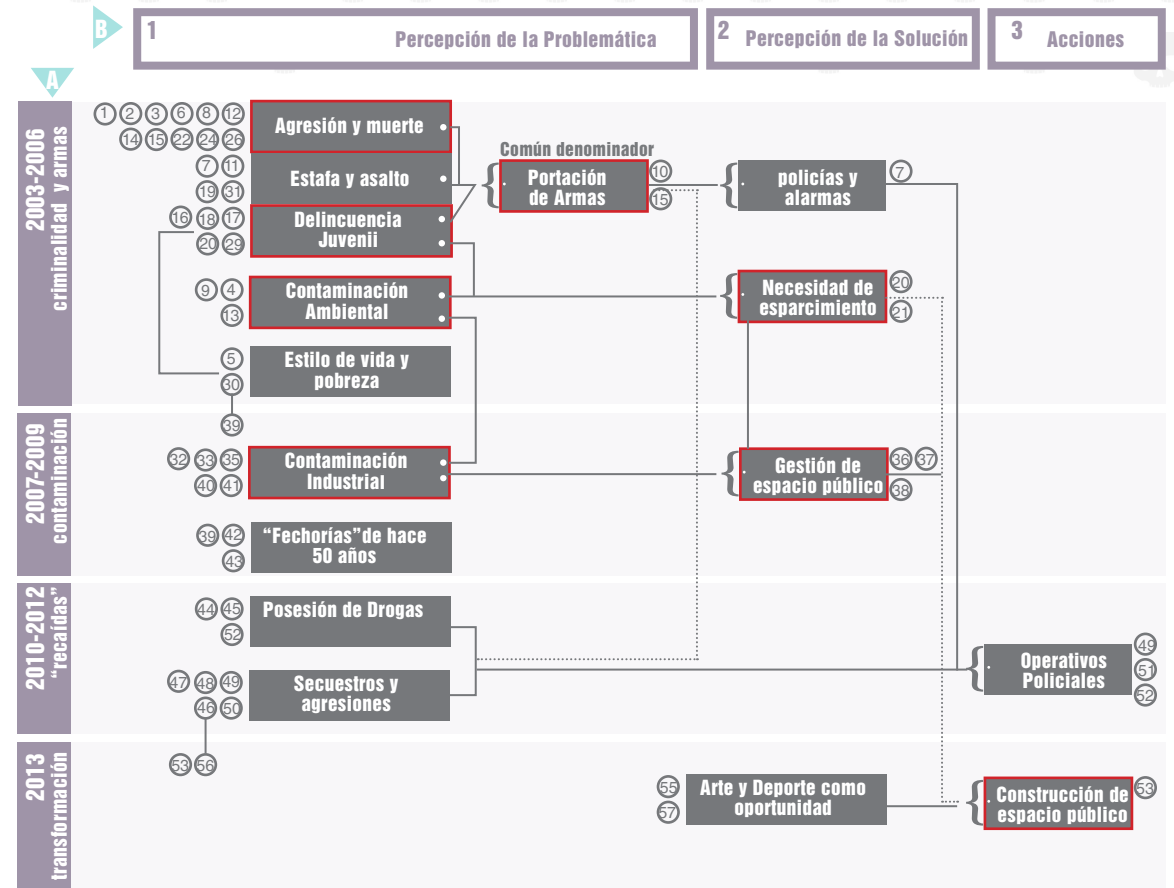 B
1
Percepción de la Problemática
2
Percepción de la Solución
3
Acciones
A
2003-2006
criminalidad y armas
1 2 3 6 8 12
14 15 22 24 26
Agresión y muerte
7 11
19 31
Estafa y asalto
16 18 17
20 29
Delincuencia
Juvenii
Común denominador
Portación
de Armas
10
15
policías y
alarmas
7
9 4
13
Contaminación
Ambiental
Necesidad de
esparcimiento
20
21
5
30
Estilo de vida y
pobreza
39
2007-2009
contaminación
32 33 35
40 41
Contaminación
Industrial
Gestión de
espacio público
36 37
38
39 42
43
“Fechorías”de hace
50 años
2010-2012
“recaídas”
44 45
52
Posesión de Drogas
47 48 49
46 50
Secuestros y
agresiones
Operativos
Policiales
49
51
52
2013
transformación
53 56
55
57
Arte y Deporte como
oportunidad
Construcción de
espacio público
53